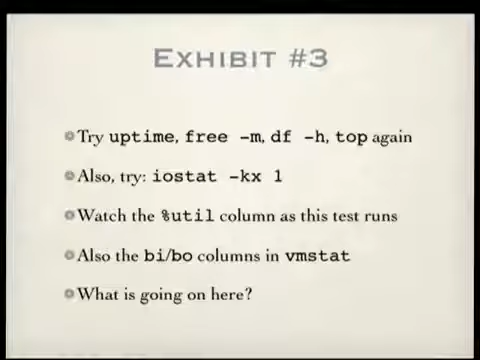 EXHIBIT #3
Try uptime, free -m, df -h, top again
Also, try: iostat -kx 1
Watch the %util column as this test runs
Also the bi/bo columns in vmstat
What is going on here?